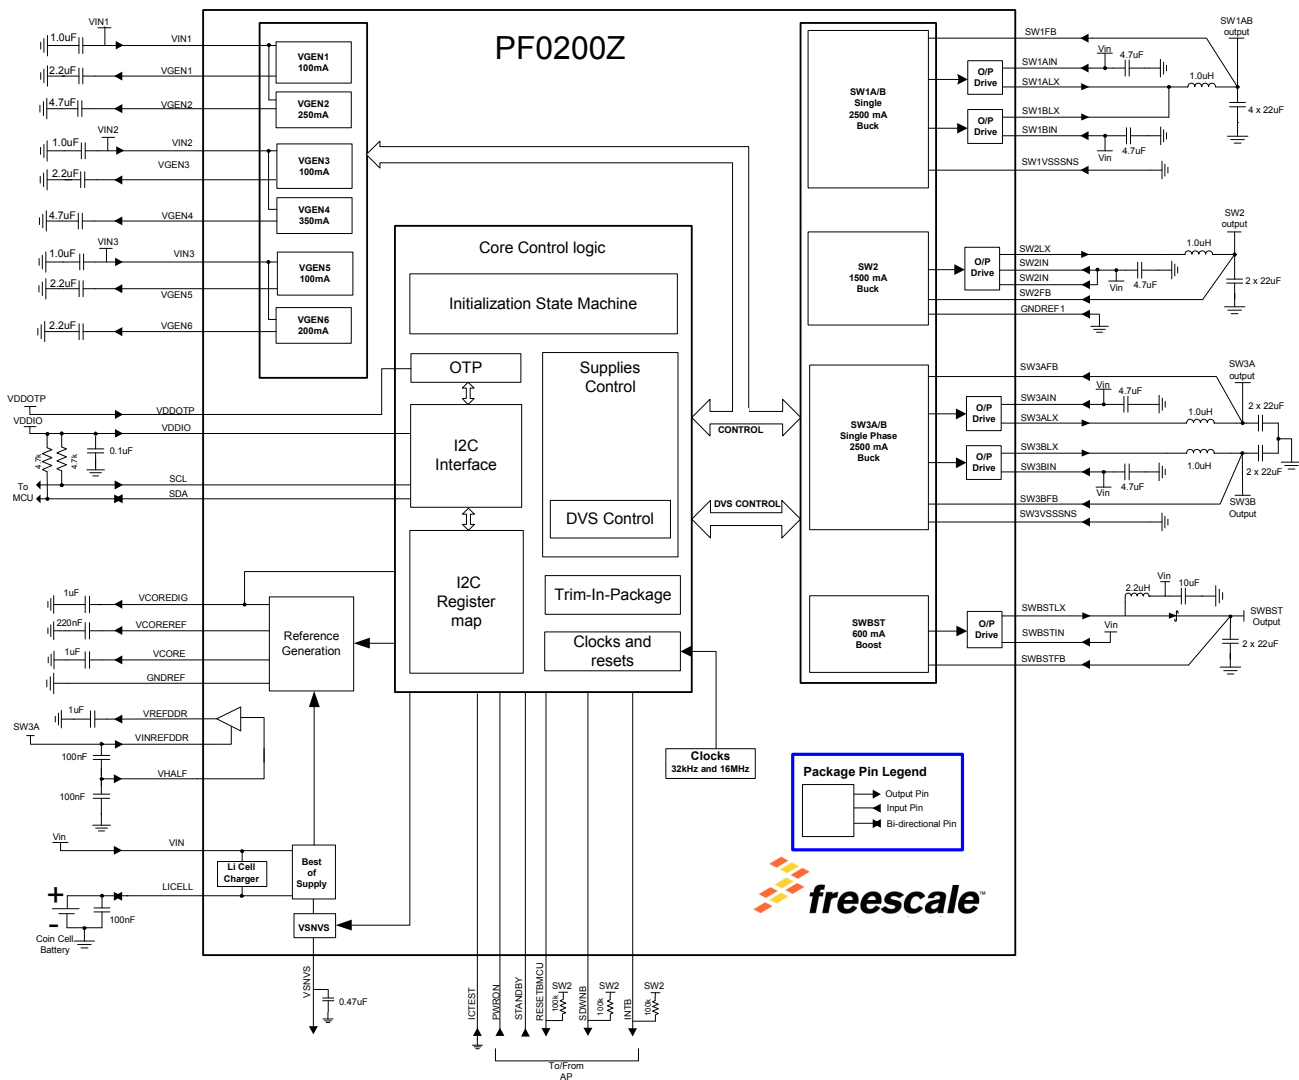 PF0200Z
VIN1
1.0uF
VIN1
2.2uF
VGEN1
4.7uF
VGEN2
VIN2
1.0uF
VIN2
2.2uF
VGEN3
4.7uF
VGEN4
VIN3
1.0uF
VIN3
2.2uF
VGEN5
2.2uF
VGEN6
VGEN1
100mA
VGEN2
250mA
VGEN3
100mA
VGEN4
350mA
VGEN5
100mA
VGEN6
200mA
VDDOTP
VDDOTP
VDDIO
VDDIO
4.7k
4.7k
0.1uF
To
MCU
SCL
SDA
1uF
VCOREDIG
220nF
VCOREREF
1uF
VCORE
GNDREF
Reference
Generation
1uF
VREFDDR
SW3A
VINREFDDR
100nF
VHALF
100nF
Vin
VIN
Li Cell
Charger
Best
of
Supply
LICELL
+
-
100nF
Coin Cell
Battery
VSNVS
VSNVS
0.47uF
Core Control logic
Initialization State Machine
OTP
I2C
Interface
I2C
Register
map
Supplies
Control
DVS Control
Trim-In-Package
Clocks and
resets
Clocks
32kHz and 16MHz
CONTROL
DVS CONTROL
ICTEST
PWRON
STANDBY
RESETBMCU
100k
SW2
SDWNB
100k
SW2
INTB
100k
SW2
To/From
AP
SW1A/B
Single
2500 mA
Buck
O/P
Drive
O/P
Drive
SW1FB
SW1AIN
SW1ALX
SW1BLX
SW1BIN
SW1VSSSNS
Vin
4.7uF
Vin
4.7uF
1.0uH
SW1AB
output
4 x 22uF
SW2
1500 mA
Buck
O/P
Drive
SW2LX
SW2IN
SW2IN
SW2FB
GNDREF1
Vin
4.7uF
1.0uH
SW2
output
2 x 22uF
SW3A/B
Single Phase
2500 mA
Buck
O/P
Drive
O/P
Drive
SW3AFB
SW3AIN
SW3ALX
SW3BLX
SW3BIN
SW3BFB
SW3VSSSNS
Vin
4.7uF
1.0uH
SW3A
output
2 x 22uF
1.0uH
Vin
4.7uF
2 x 22uF
SW3B
Output
SWBST
600 mA
Boost
O/P
Drive
SWBSTLX
SWBSTIN
SWBSTFB
2.2uH
Vin
10uF
Vin
SWBST
Output
2 x 22uF
Package Pin Legend
Output Pin
Input Pin
Bi-directional Pin
freescale™